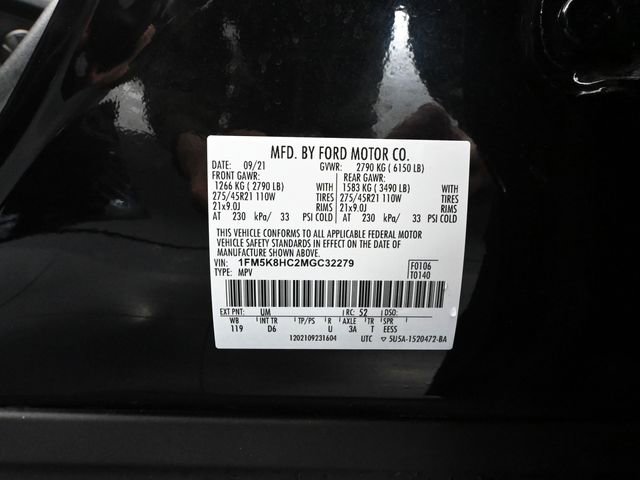 MFD. BY FORD MOTOR CO.
DATE: 09/21 GVWR: 2790 KG ( 6150 LB)
FRONT GAWR: REAR GAWR:
1266 KG ( 2790 LB) WITH 1583 KG ( 3490 LB) WITH
275/45R21 110W TIRES 275/45R21 110W TIRES
21x9.0J RIMS 21x9.0J RIMS
AT 230 kPa/ 33 PSI COLD AT 230 kPa/ 33 PSI COLD
THIS VEHICLE CONFORMS TO ALL APPLICABLE FEDERAL MOTOR
VEHICLE SAFETY STANDARDS IN EFFECT ON THE DATE OF
MANUFACTURE SHOWN ABOVE.
VIN: 1FM5K8HC2MGC32279 F0106
TYPE: MPV T0140
EXT PNT: UM RC: 52 DSO:
WB INT TR TP/PS R AXLE TR SPR
119 D6 U 3A T EESS
1202109231604 UTC ▽ 5U5A-1520472-BA